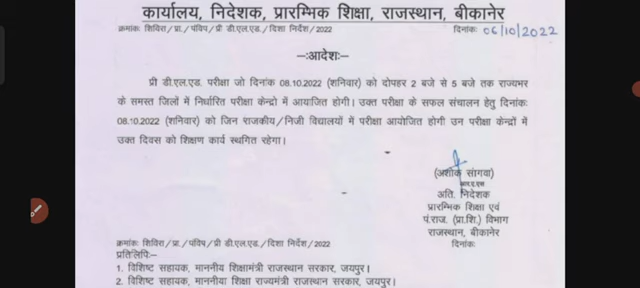 कार्यालय, निदेशक, प्रारम्भिक शिक्षा, राजस्थान, बीकानेर
क्रमांक: शिविरा/प्रा./पंविप/प्री डी.एल.एड./दिशा निर्देश/2022 दिनांक: 06/10/2022
-:आदेश:-
प्री डी.एल.एड. परीक्षा जो दिनांक 08.10.2022 (शनिवार) को दोपहर 2 बजे से 5 बजे तक राज्यभर
के समस्त जिलों में निर्धारित परीक्षा केन्द्रो में आयोजित होगी। उक्त परीक्षा के सफल संचालन हेतु दिनांक:
08.10.2022 (शनिवार) को जिन राजकीय/निजी विद्यालयों में परीक्षा आयोजित होगी उन परीक्षा केन्द्रों में
उक्त दिवस को शिक्षण कार्य स्थगित रहेगा।
(अशोक सांगवा)
आर.ए.एस
अति. निदेशक
प्रारम्भिक शिक्षा एवं
पं.राज. (प्रा.शि.) विभाग
राजस्थान, बीकानेर
क्रमांक: शिविरा/प्रा./पंविप/प्री डी.एल.एड./दिशा निर्देश/2022 दिनांक:
प्रतिलिपि:-
1. विशिष्ट सहायक, माननीय शिक्षामंत्री राजस्थान सरकार, जयपुर।
2. विशिष्ट सहायक, माननीया शिक्षा राज्यमंत्री राजस्थान सरकार, जयपुर।